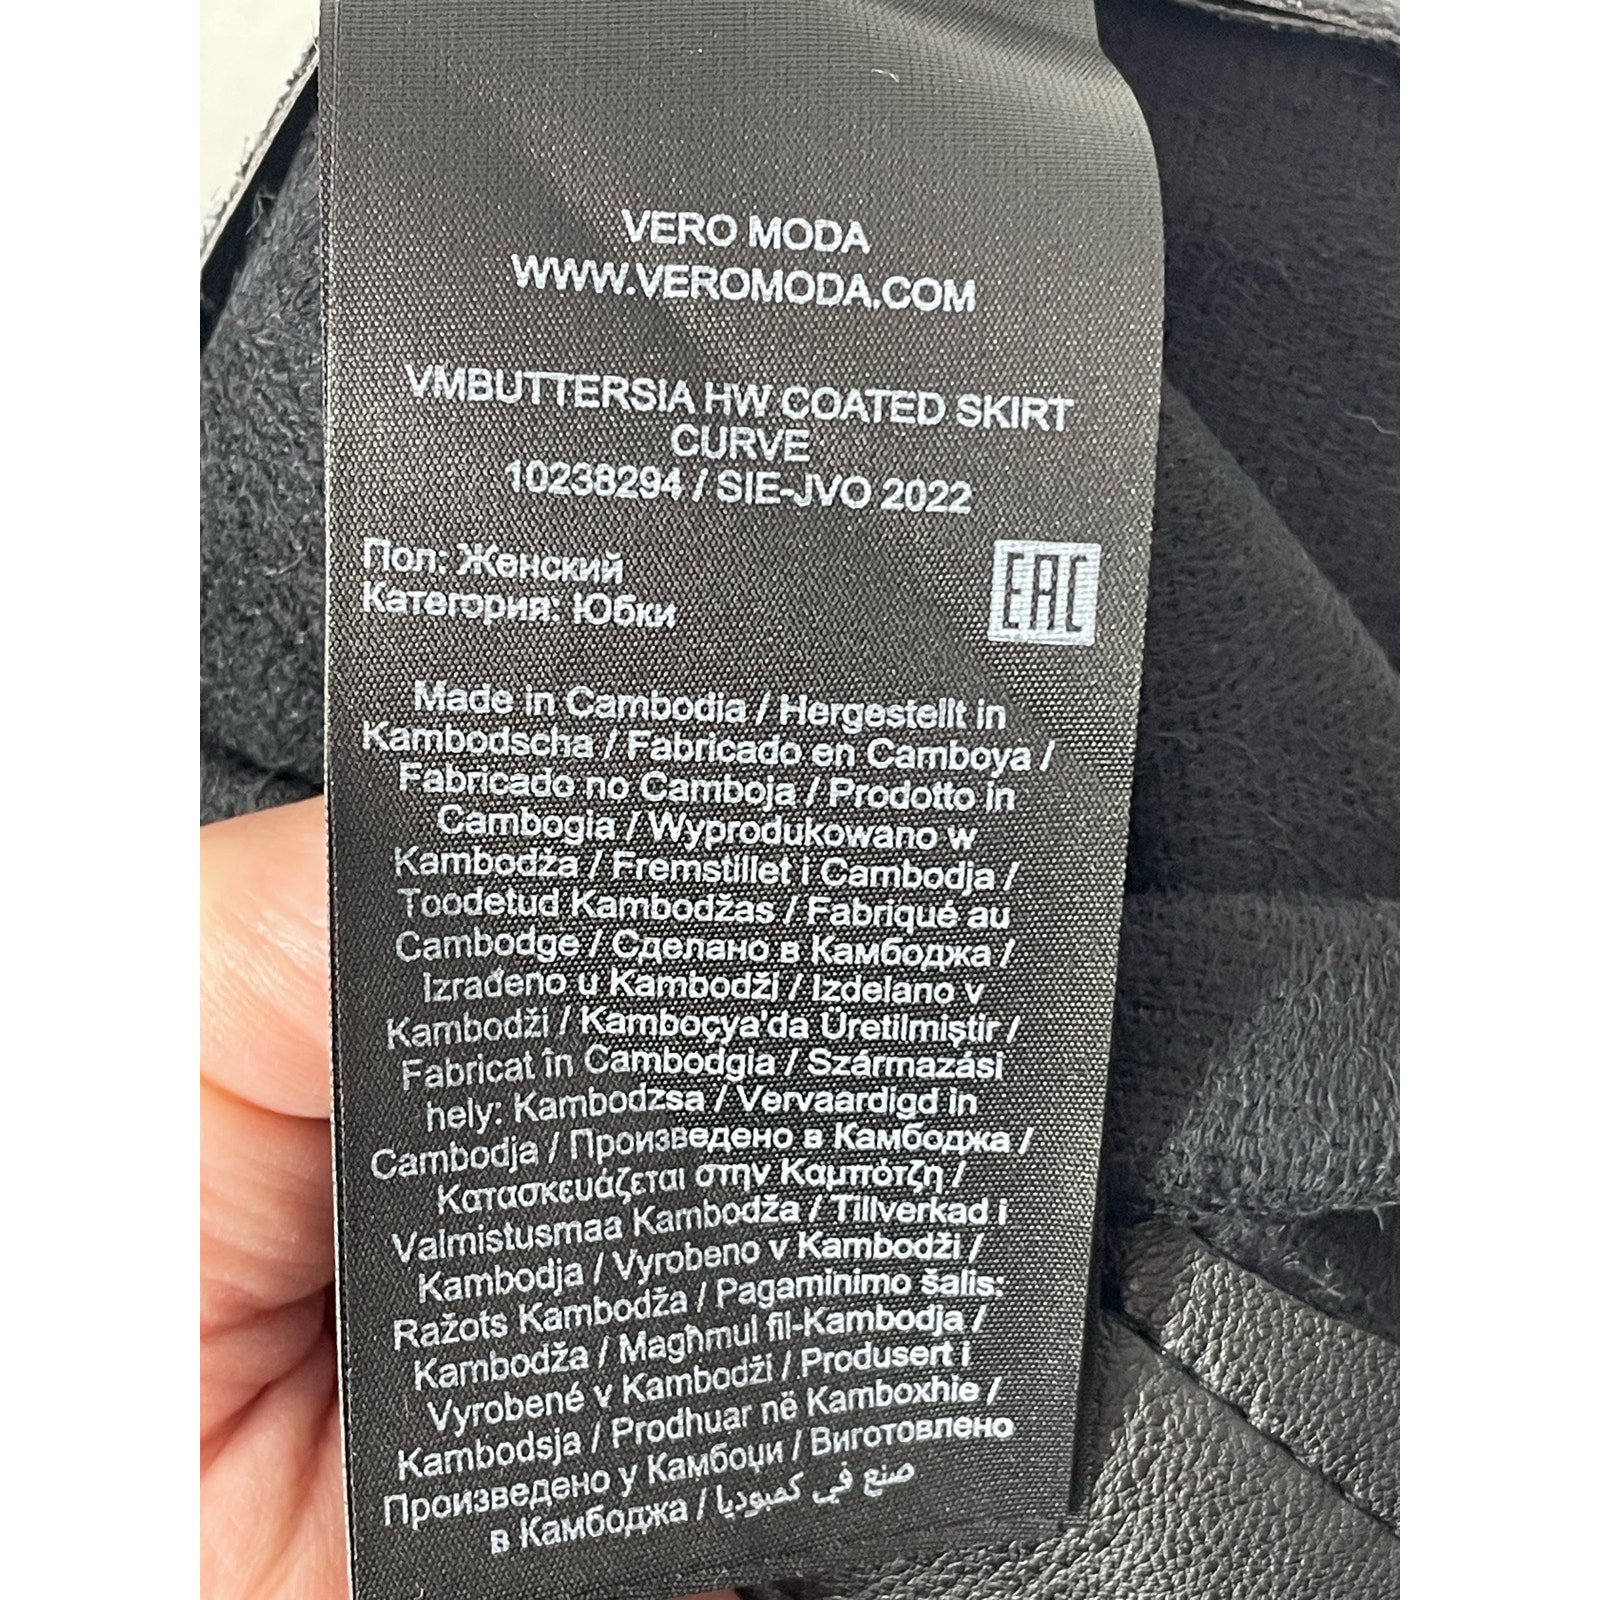 VERO MODA
WWW.VEROMODA.COM
VMBUTTERSIA HW COATED SKIRT
CURVE
10238294 / SIE-JVO 2022
Пол: Женский
Категория: Юбки
EAC
Made in Cambodia / Hergestellt in
Kambodscha / Fabricado en Camboya /
Fabricado no Camboja / Prodotto in
Cambogia / Wyprodukowano w
Kambodża / Fremstillet i Cambodja /
Toodetud Kambodžas / Fabriqué au
Cambodge / Сделано в Камбоджа /
Izrađeno u Kambodži / Izdelano v
Kambodži / Kamboçya'da Üretilmiştir /
Fabricat în Cambodgia / Származási
hely: Kambodzsa / Vervaardigd in
Cambodja / Произведено в Камбоджа /
Κατασκευάζεται στην Καμπότζη /
Valmistusmaa Kambodža / Tillverkad i
Kambodja / Vyrobeno v Kambodži /
Ražots Kambodža / Pagaminimo šalis:
Kambodža / Magħmul fil-Kambodja /
Vyrobené v Kambodži / Produsert i
Kambodsja / Prodhuar në Kamboxhie /
Произведено у Камбоџи / Виготовлено
в Камбоджа / صنع في كمبوديا